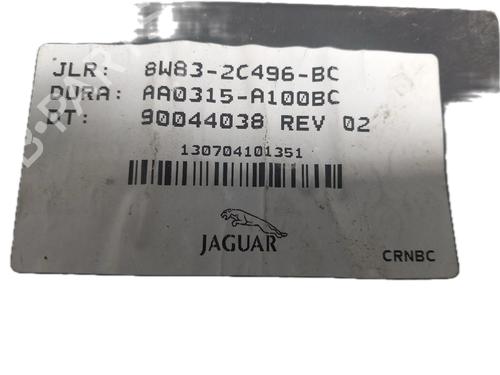 JLR: 8W83-2C496-BC
DURA: AA0315-A100BC
DT: 90044038 REV 02
130704101351
JAGUAR
CRNBC